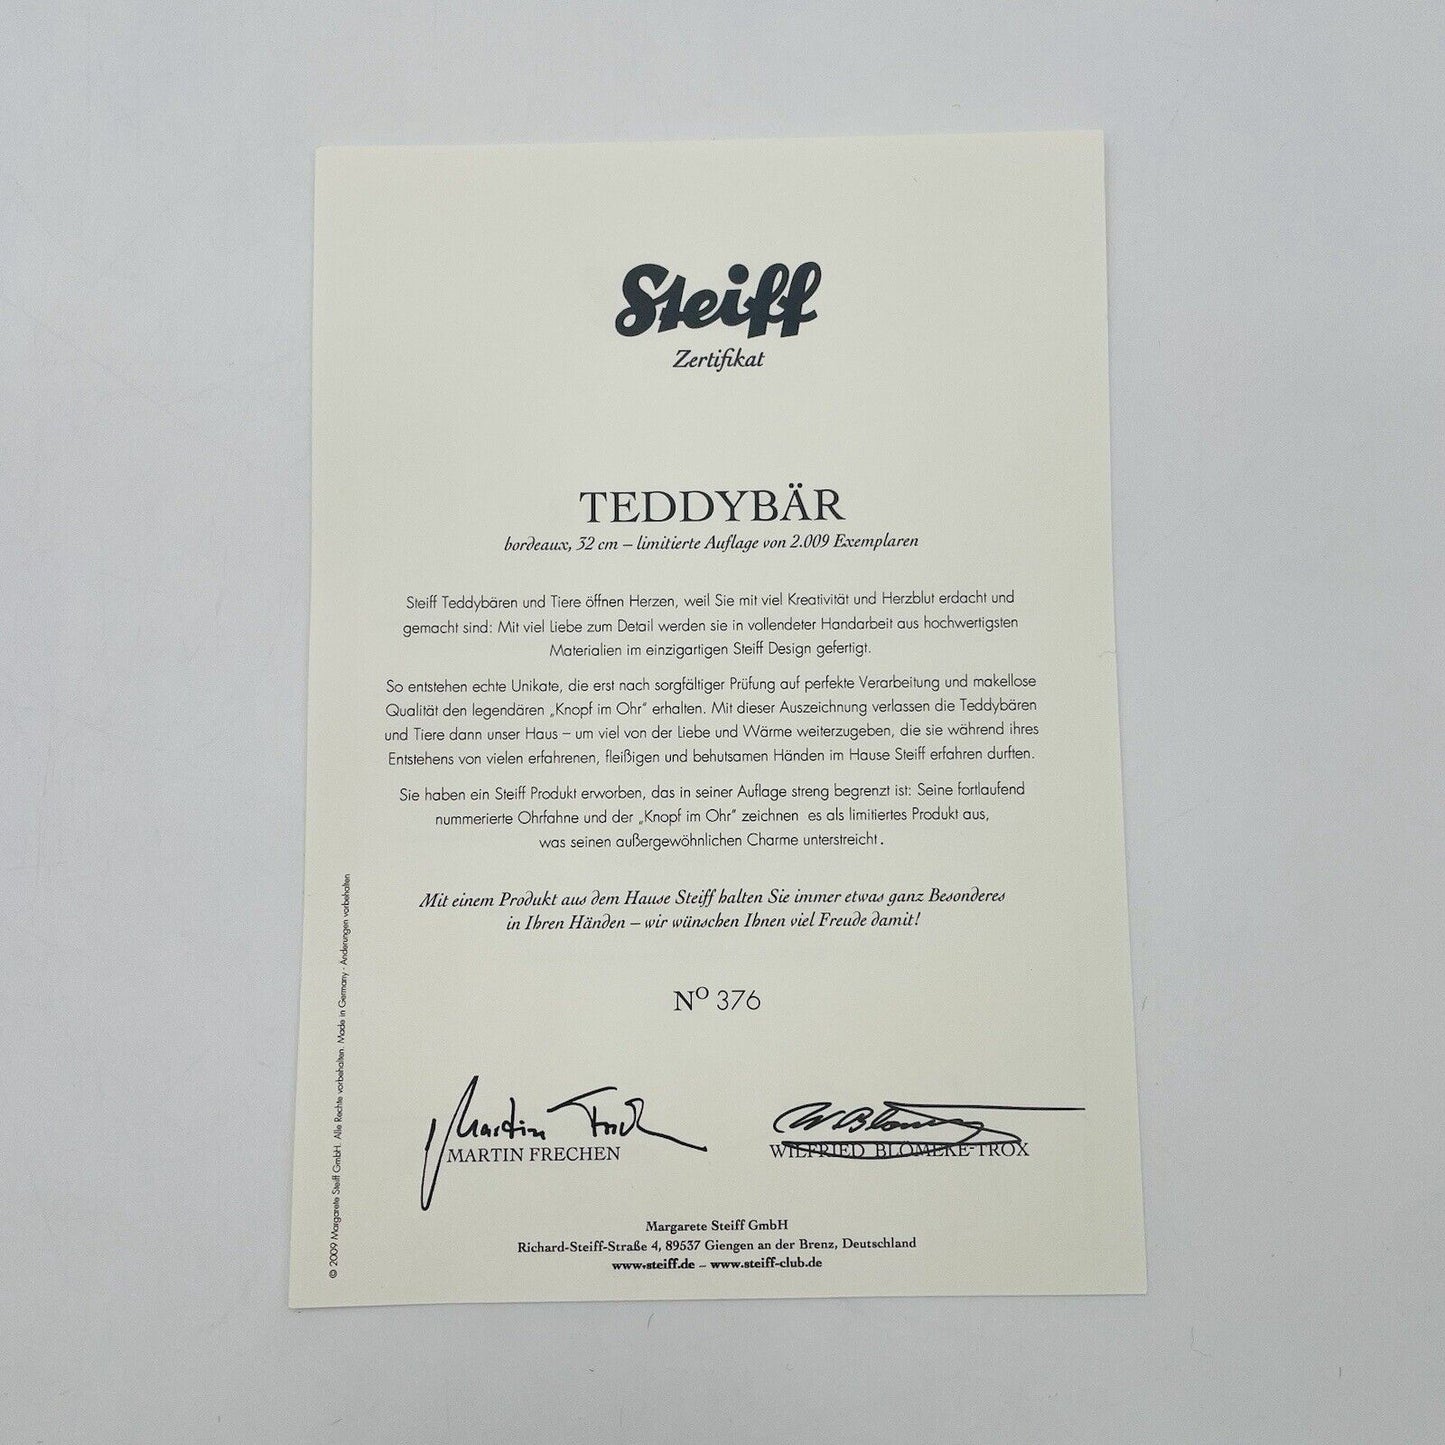 Steiff
Zertifikat
TEDDYBÄR
bordeaux, 32 cm – limitierte Auflage von 2.009 Exemplaren
Steiff Teddybären und Tiere öffnen Herzen, weil Sie mit viel Kreativität und Herzblut erdacht und
gemacht sind: Mit viel Liebe zum Detail werden sie in vollendeter Handarbeit aus hochwertigsten
Materialien im einzigartigen Steiff Design gefertigt.
So entstehen echte Unikate, die erst nach sorgfältiger Prüfung auf perfekte Verarbeitung und makellose
Qualität den legendären „Knopf im Ohr“ erhalten. Mit dieser Auszeichnung verlassen die Teddybären
und Tiere dann unser Haus – um viel von der Liebe und Wärme weiterzugeben, die sie während ihres
Entstehens von vielen erfahrenen, fleißigen und behutsamen Händen im Hause Steiff erfahren durften.
Sie haben ein Steiff Produkt erworben, das in seiner Auflage streng begrenzt ist: Seine fortlaufend
nummerierte Ohrfahne und der „Knopf im Ohr“ zeichnen es als limitiertes Produkt aus,
was seinen außergewöhnlichen Charme unterstreicht.
Mit einem Produkt aus dem Hause Steiff halten Sie immer etwas ganz Besonderes
in Ihren Händen – wir wünschen Ihnen viel Freude damit!
Nº 376
MARTIN FRECHEN
WILFRIED BLÖMEKE-TROX
Margarete Steiff GmbH
Richard-Steiff-Straße 4, 89537 Giengen an der Brenz, Deutschland
www.steiff.de – www.steiff-club.de
© 2009 Margarete Steiff GmbH. Alle Rechte vorbehalten. Made in Germany · Änderungen vorbehalten